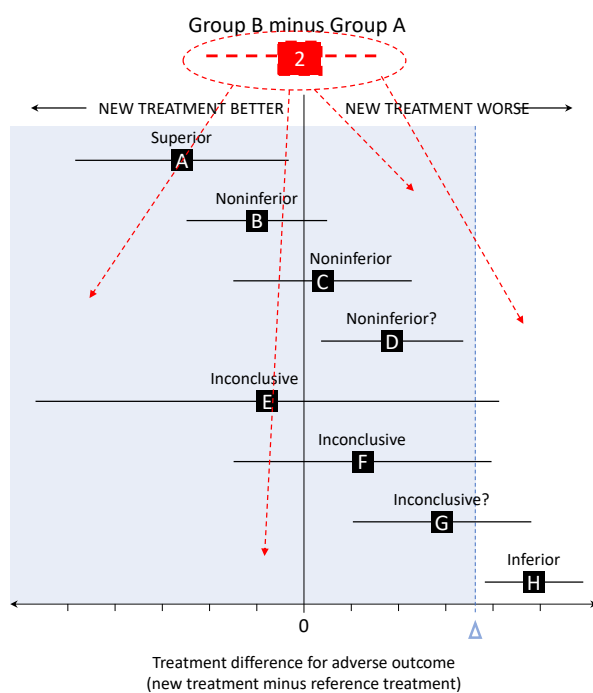 Group B minus Group A
2
NEW TREATMENT BETTER
NEW TREATMENT WORSE
Superior
A
Noninferior
B
Noninferior
C
Noninferior?
D
Inconclusive
E
Inconclusive
F
Inconclusive?
G
Inferior
H
0
Δ
Treatment difference for adverse outcome
(new treatment minus reference treatment)